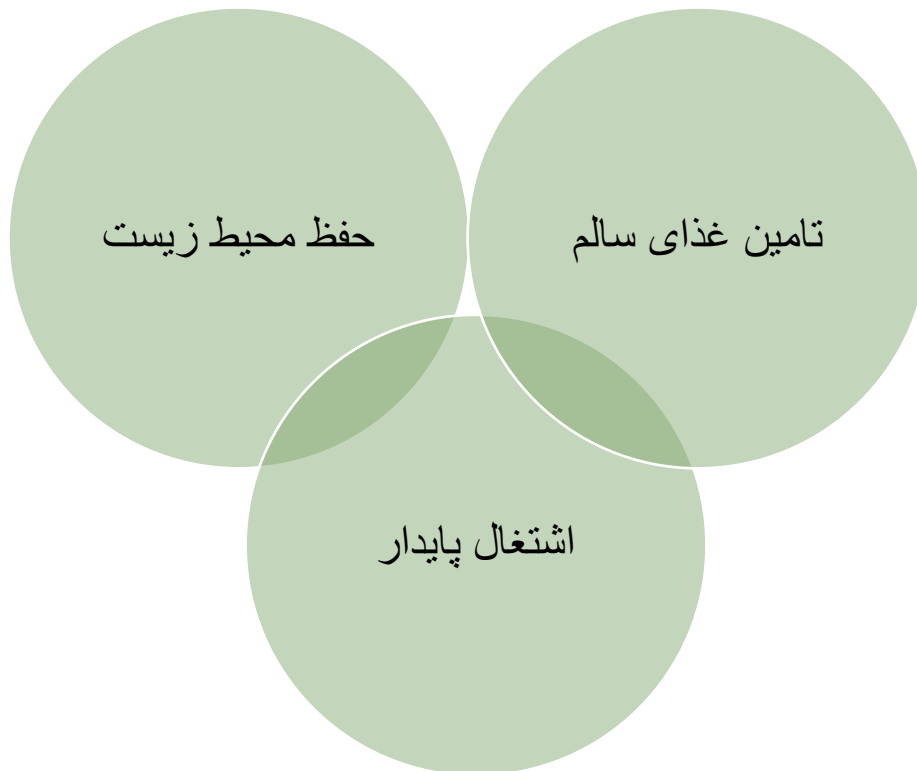 تامین غذای سالم
حفظ محیط زیست
اشتغال پایدار